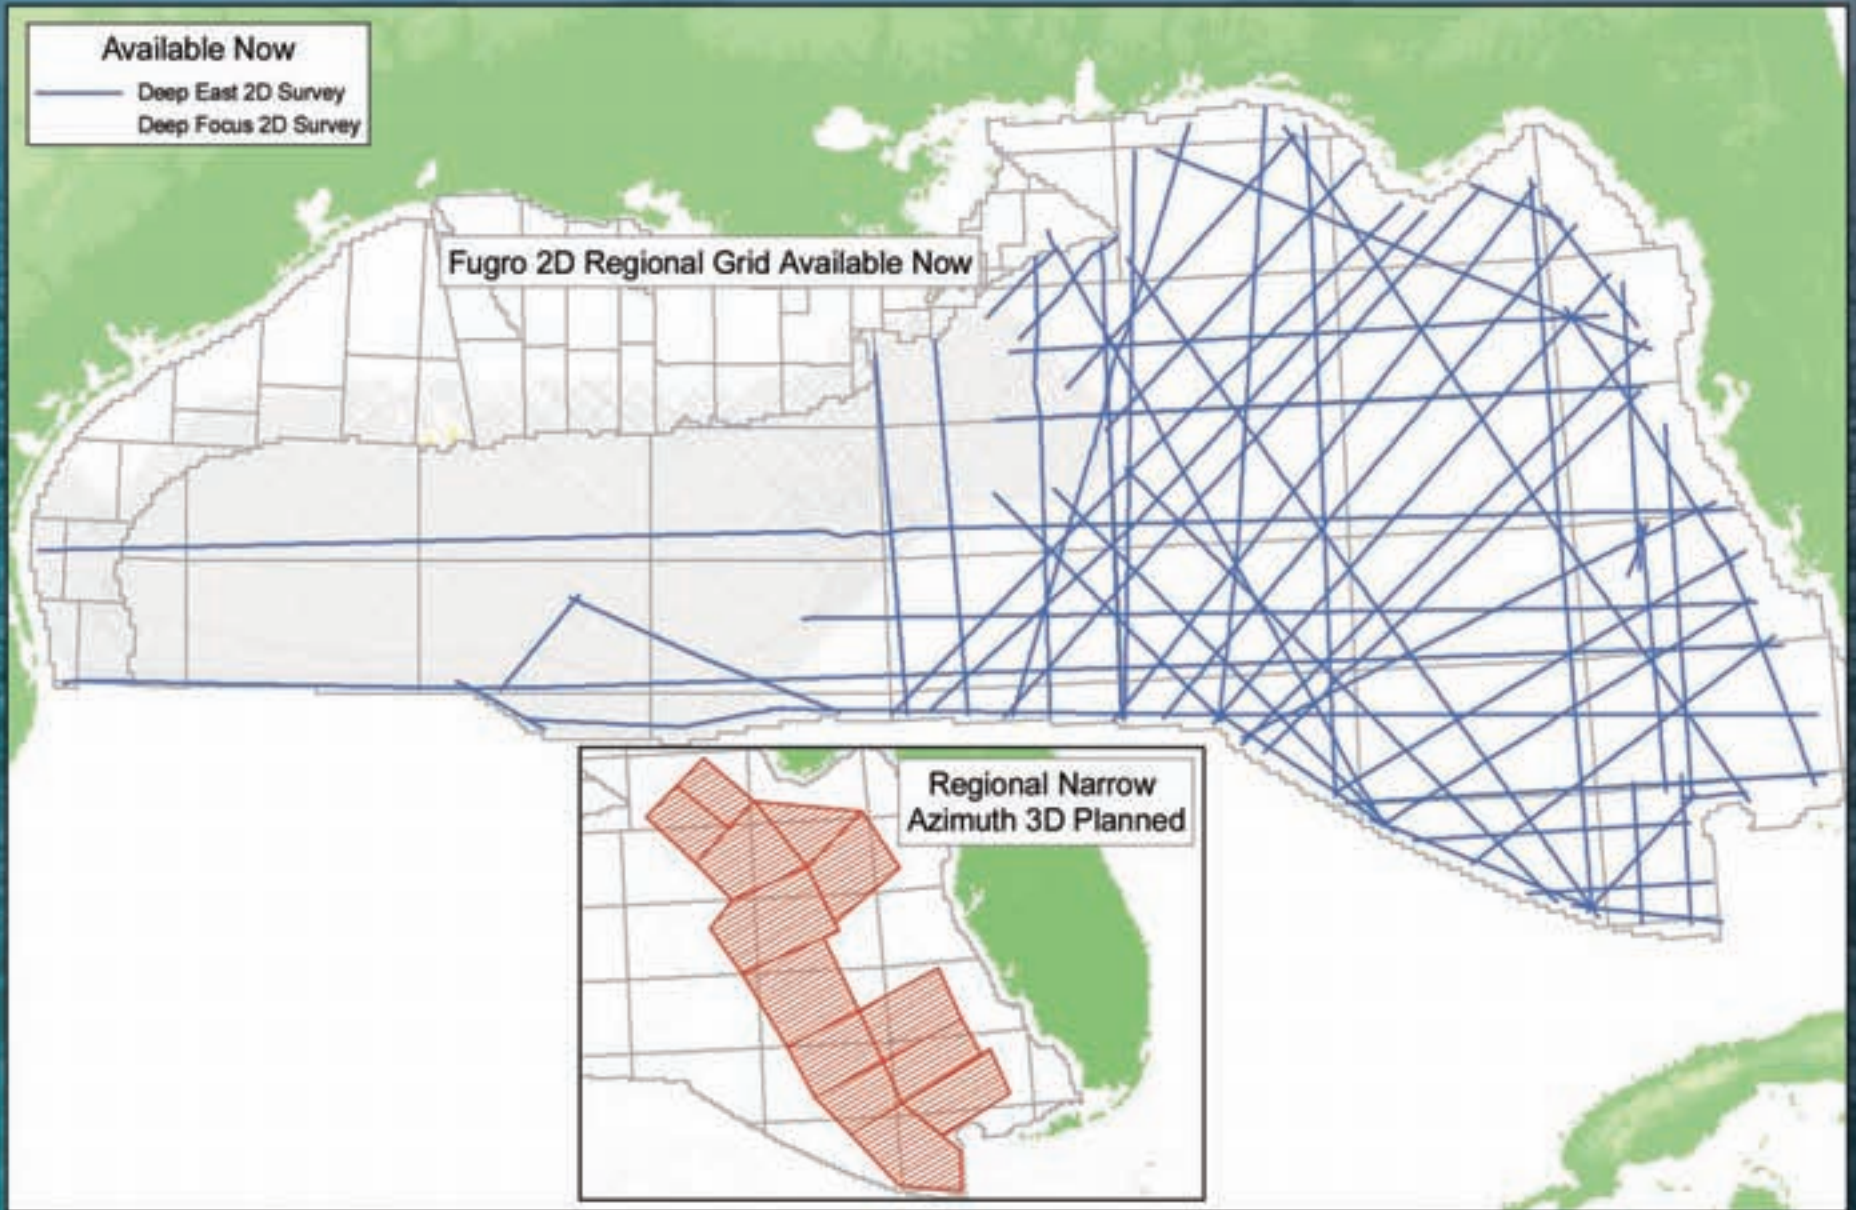 Available Now
Deep East 2D Survey
Deep Focus 2D Survey
Fugro 2D Regional Grid Available Now
Regional Narrow
Azimuth 3D Planned